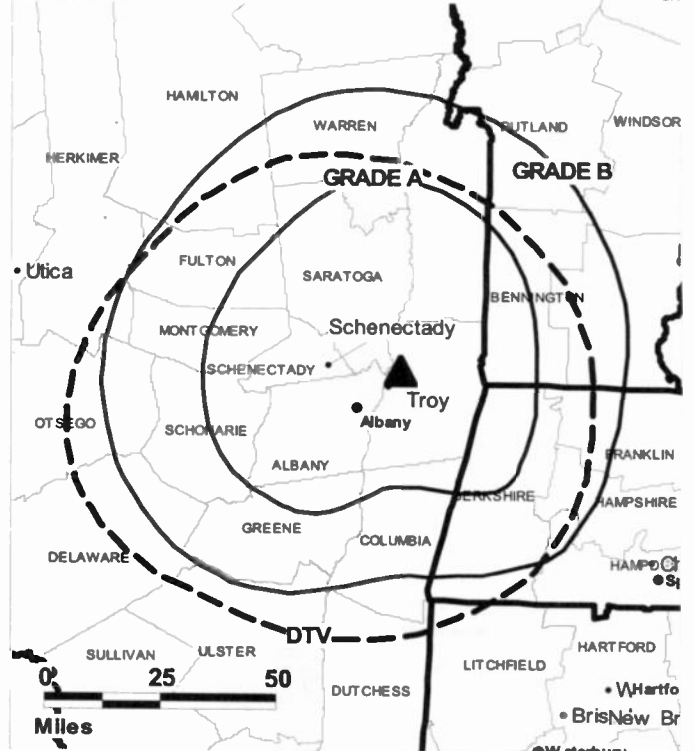 HAMILTON
WARREN
RUTLAND
WINDSOR
HERKIMER
GRADE A
GRADE B
Utica
FULTON
SARATOGA
BENNINGTON
MONTGOMERY
Schenectady
SCHENECTADY
Troy
OTSEGO
SCHOHARIE
Albany
ALBANY
FRANKLIN
BERKSHIRE
HAMPSHIRE
GREENE
COLUMBIA
DELAWARE
HAMPD
DTV
SULLIVAN
ULSTER
HARTFORD
LITCHFIELD
0 25 50
DUTCHESS
Miles